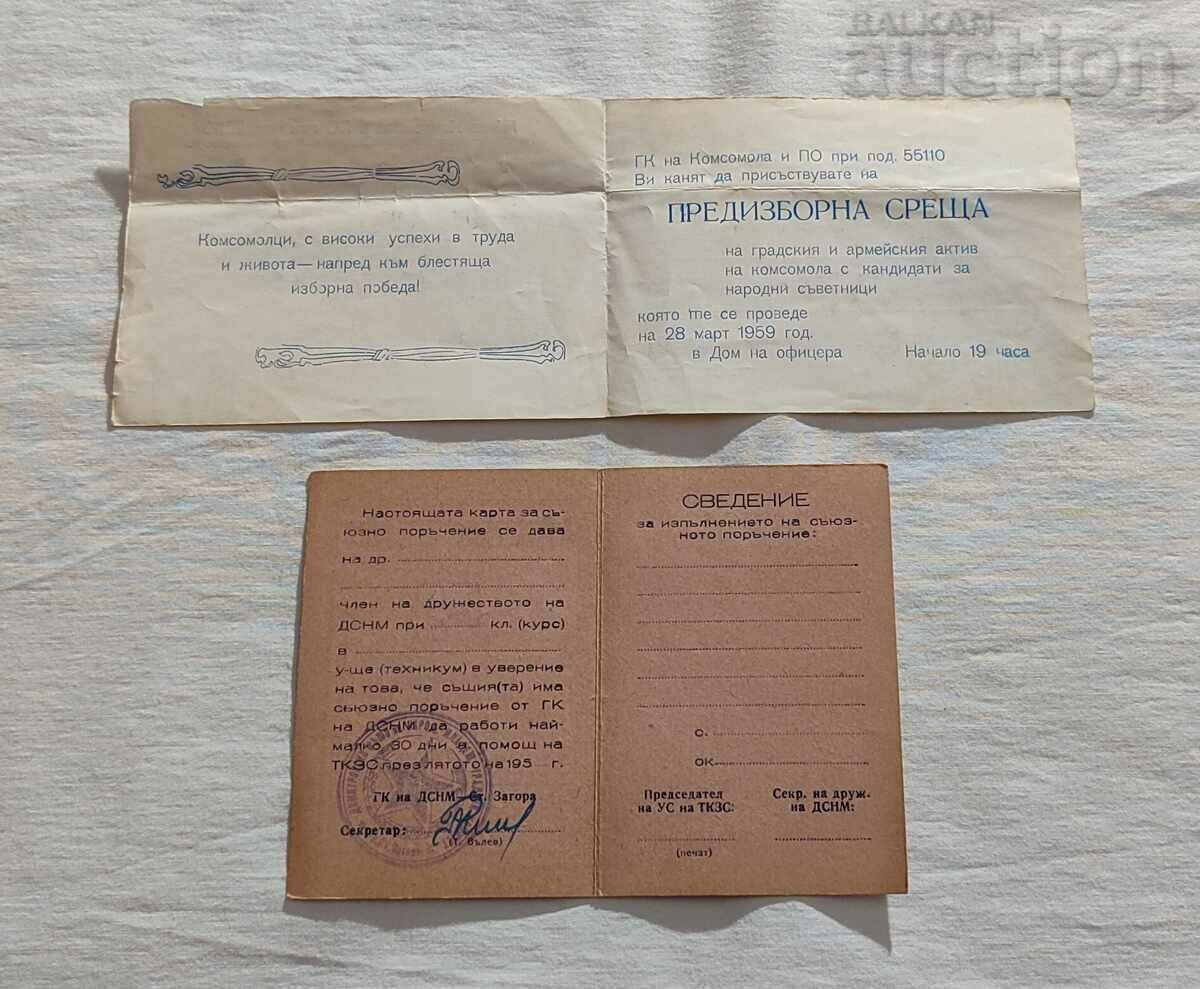 BALKAN
auction
Комсомолци, с високи успехи в труда
и живота—напред към блестяща
изборна победа!
ГК на Комсомола и ПО при под. 55110
Ви канят да присъствувате на
ПРЕДИЗБОРНА СРЕЩА
на градския и армейския актив
на комсомола с кандидати за
народни съветници
която ще се проведе
на 28 март 1959 год.
в Дом на офицера Начало 19 часа
Настоящата карта за съ-
юзно поръчение се дава
на др.
член на дружеството на
ДСНМ при кл. (курс)
в
у-ще (техникум) в уверение
на това, че същия(та) има
съюзно поръчение от ГК
на ДСНМ да работи най-
малко 30 дни в помощ на
ТКЗС през лятото на 195 г.
ГК на ДСНМ—Ст. Загора
Секретар:
СВЕДЕНИЕ
за изпълнението на съюз-
ното поръчение:
с.
ок.
Председател
на УС на ТКЗС:
(печат)
Секр. на друж.
на ДСНМ: